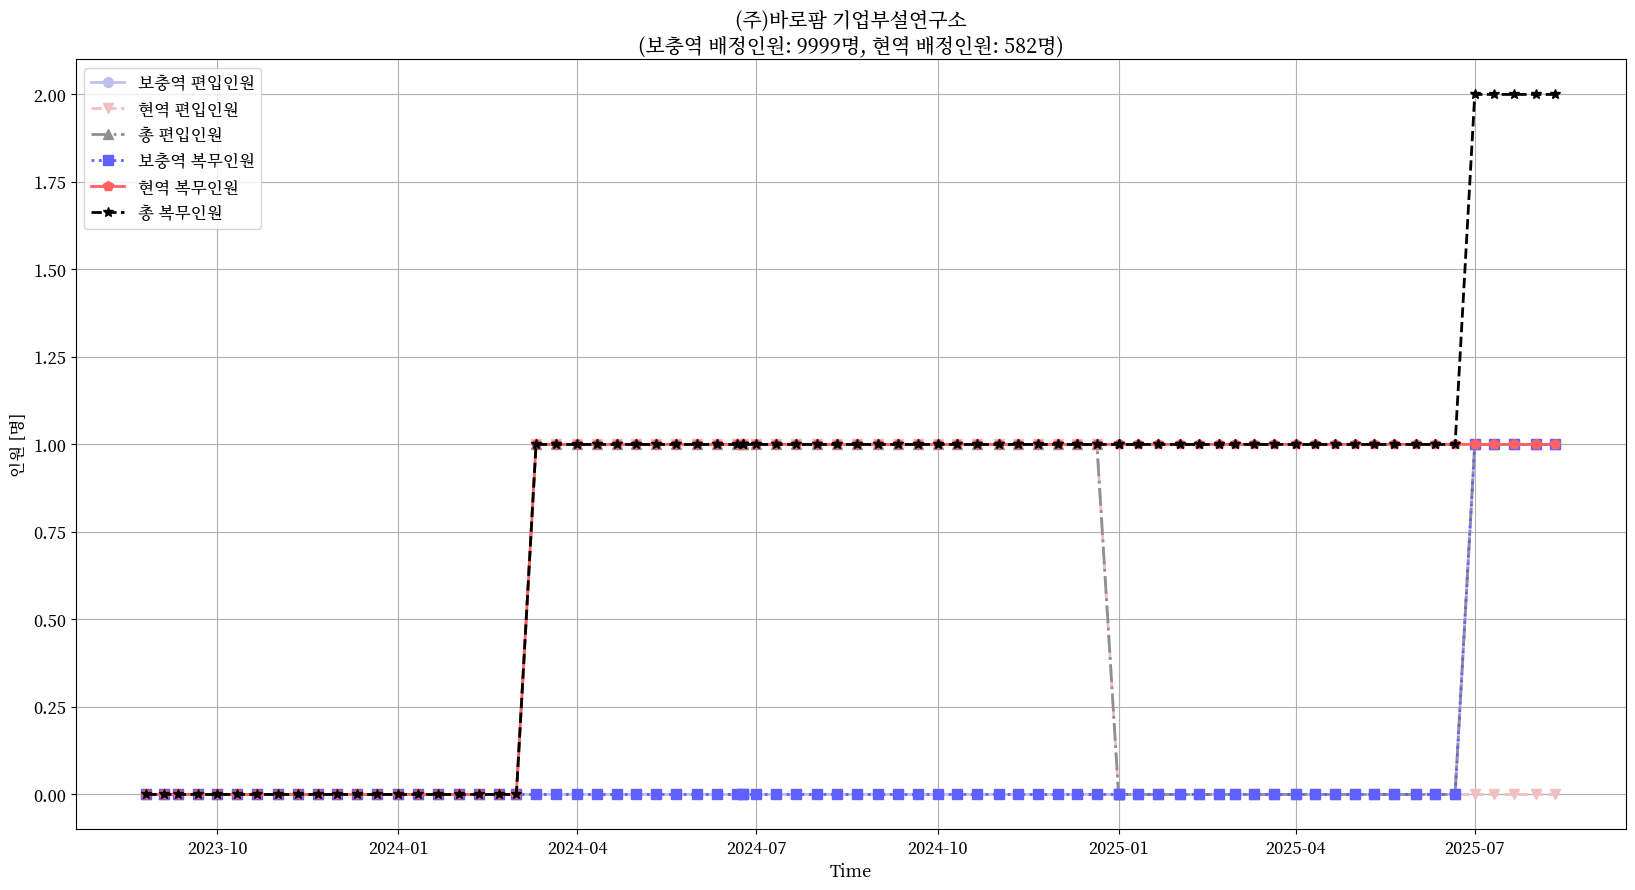 (주)바로팜 기업부설연구소
(보충역 배정인원: 9999명, 현역 배정인원: 582명)
보충역 편입인원
현역 편입인원
총 편입인원
보충역 복무인원
현역 복무인원
총 복무인원
인원 [명]
2.00
1.75
1.50
1.25
1.00
0.75
0.50
0.25
0.00
2023-10
2024-01
2024-04
2024-07
2024-10
2025-01
2025-04
2025-07
Time